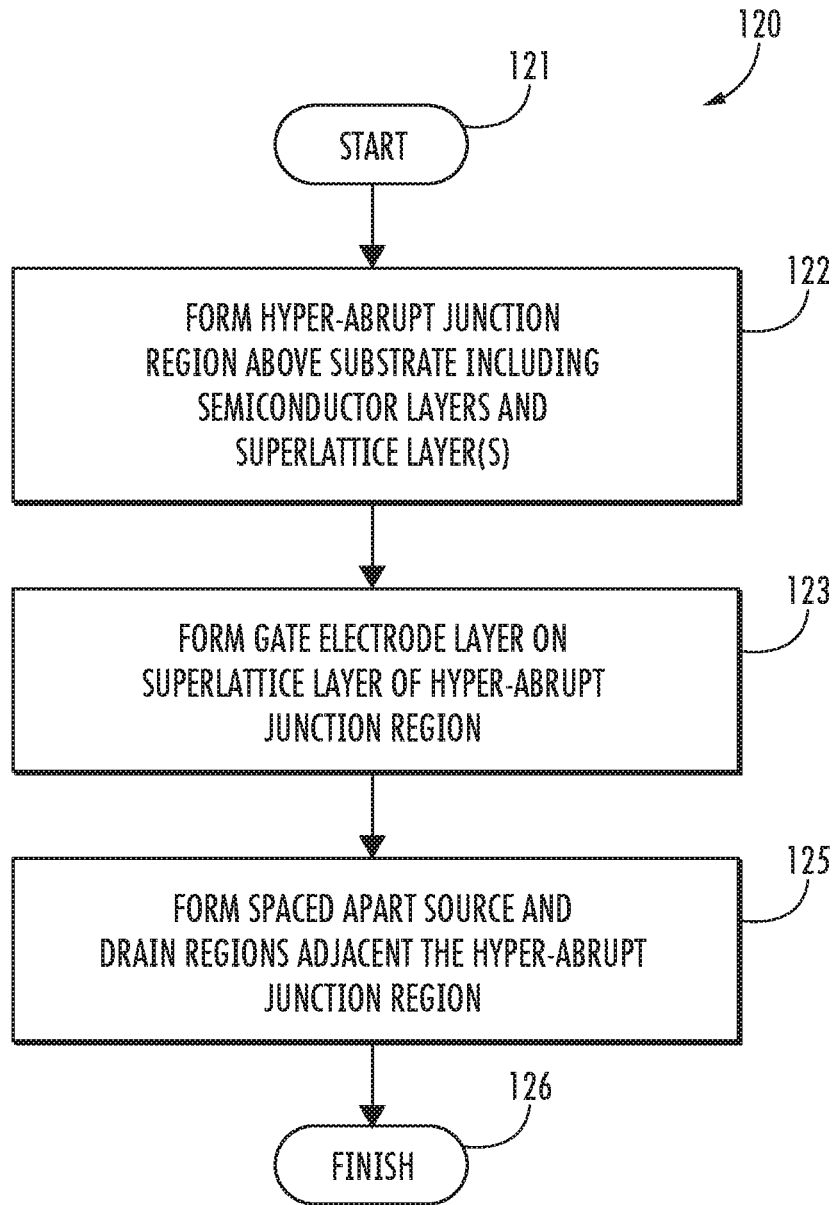 120
121
START
122
FORM HYPER-ABRUPT JUNCTION
REGION ABOVE SUBSTRATE INCLUDING
SEMICONDUCTOR LAYERS AND
SUPERLATTICE LAYER(S)
123
FORM GATE ELECTRODE LAYER ON
SUPERLATTICE LAYER OF HYPER-ABRUPT
JUNCTION REGION
125
FORM SPACED APART SOURCE AND
DRAIN REGIONS ADJACENT THE HYPER-ABRUPT
JUNCTION REGION
126
FINISH